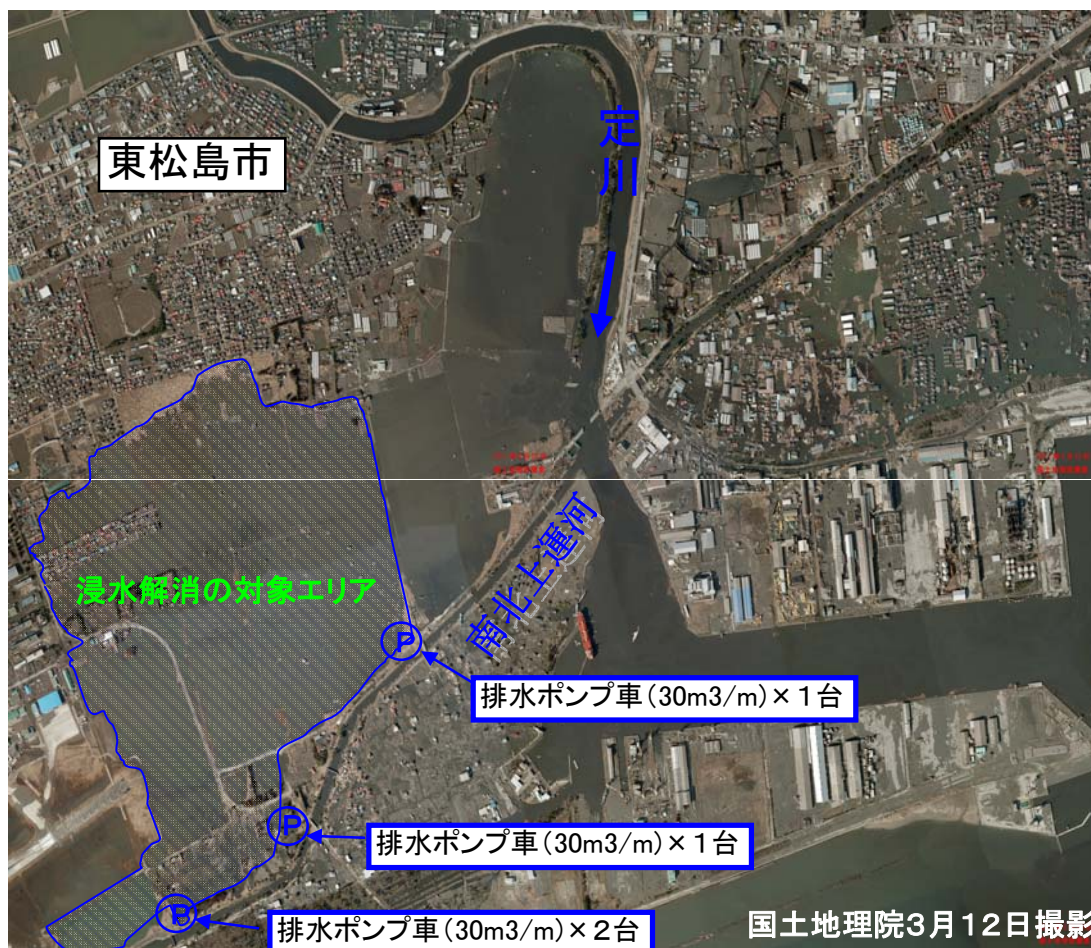 東松島市
定川
南北上運河
浸水解消の対象エリア
P
排水ポンプ車(30m3/m)×1台
P
排水ポンプ車(30m3/m)×1台
P
排水ポンプ車(30m3/m)×2台
国土地理院3月12日撮影